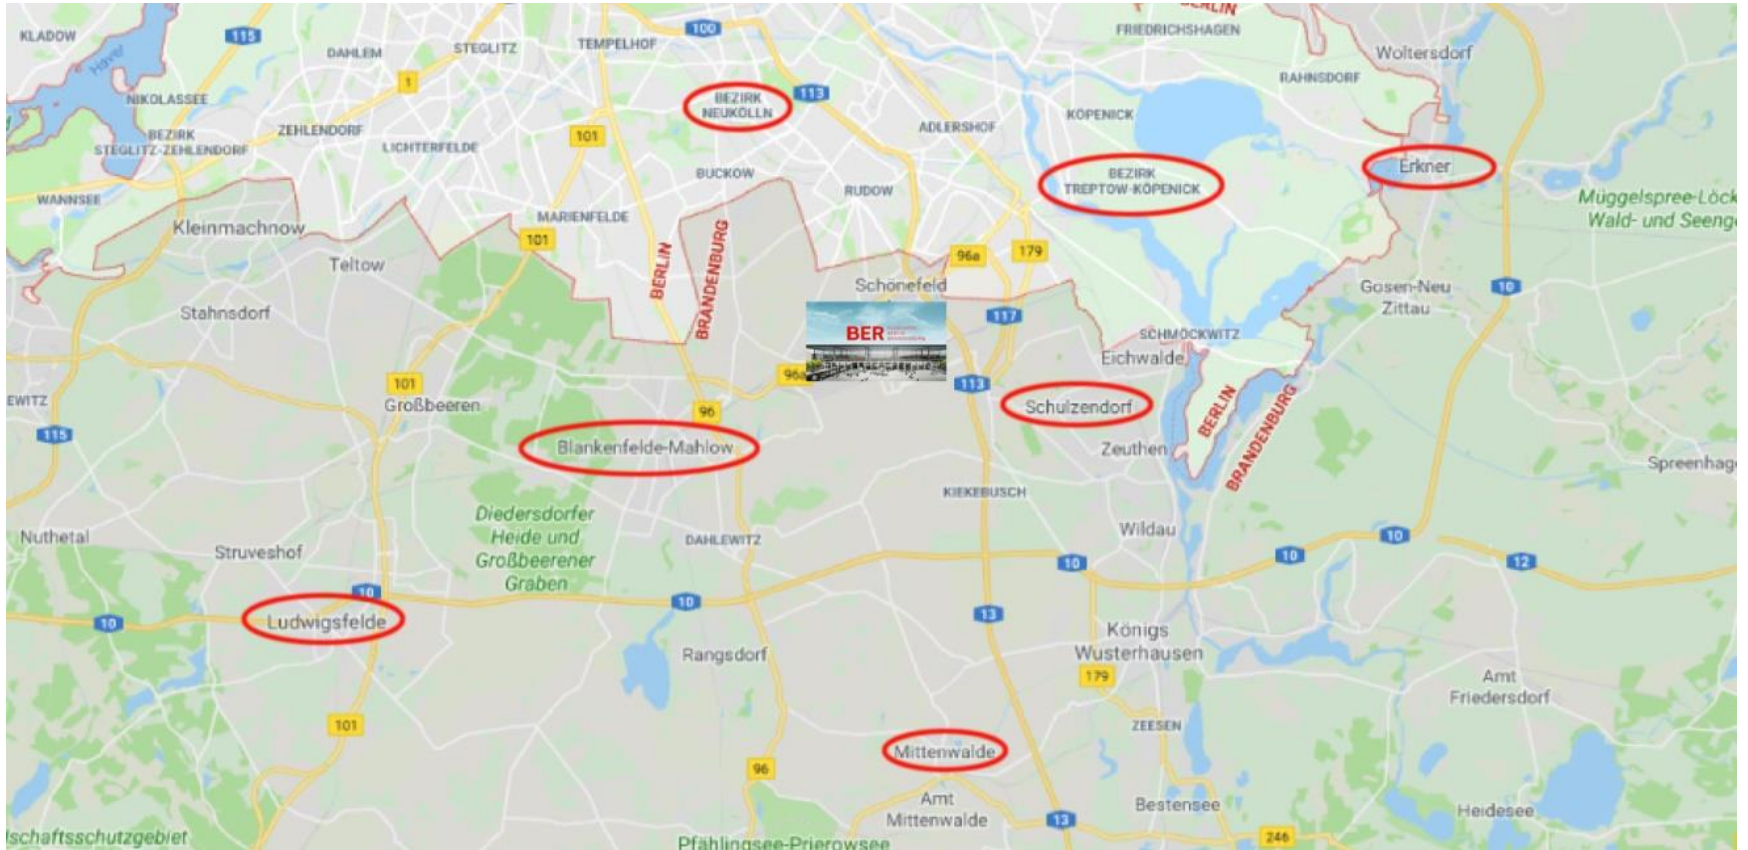 BERLIN
KLADOW
115
100
FRIEDRICHSHAGEN
DAHLEM
STEGLITZ
TEMPELHOF
Woltersdorf
Havel
1
RAHNSDORF
NIKOLASSEE
BEZIRK
NEUKÖLLN
113
KÖPENICK
BEZIRK
STEGLITZ-ZEHLENDORF
ZEHLENDORF
101
LICHTERFELDE
ADLERSHOF
Erkner
BUCKOW
BEZIRK
TREPTOW-KÖPENICK
RUDOW
WANNSEE
Müggelspree-Löck
Wald- und Seeng
Kleinmachnow
MARIENFELDE
101
Teltow
BERLIN
BRANDENBURG
96a
179
Schönefeld
Gosen-Neu
Zittau
10
Stahnsdorf
117
BER
SCHMÖCKWITZ
Eichwalde
96a
113
101
Großbeeren
EWITZ
96
Schulzendorf
BERLIN
BRANDENBURG
115
Blankenfelde-Mahlow
Zeuthen
Spreenhag
KIEKEBUSCH
Diedersdorfer
Heide und
Großbeerener
Graben
Nuthetal
Struveshof
DAHLEWITZ
Wildau
10
10
10
12
10
10
10
Ludwigsfelde
13
Königs
Wusterhausen
Rangsdorf
179
Amt
Friedersdorf
101
ZEESEN
Mittenwalde
96
Amt
Mittenwalde
Bestensee
Heidesee
13
246
lschaftsschutzgebiet
Pfählingsee-Prierowsee